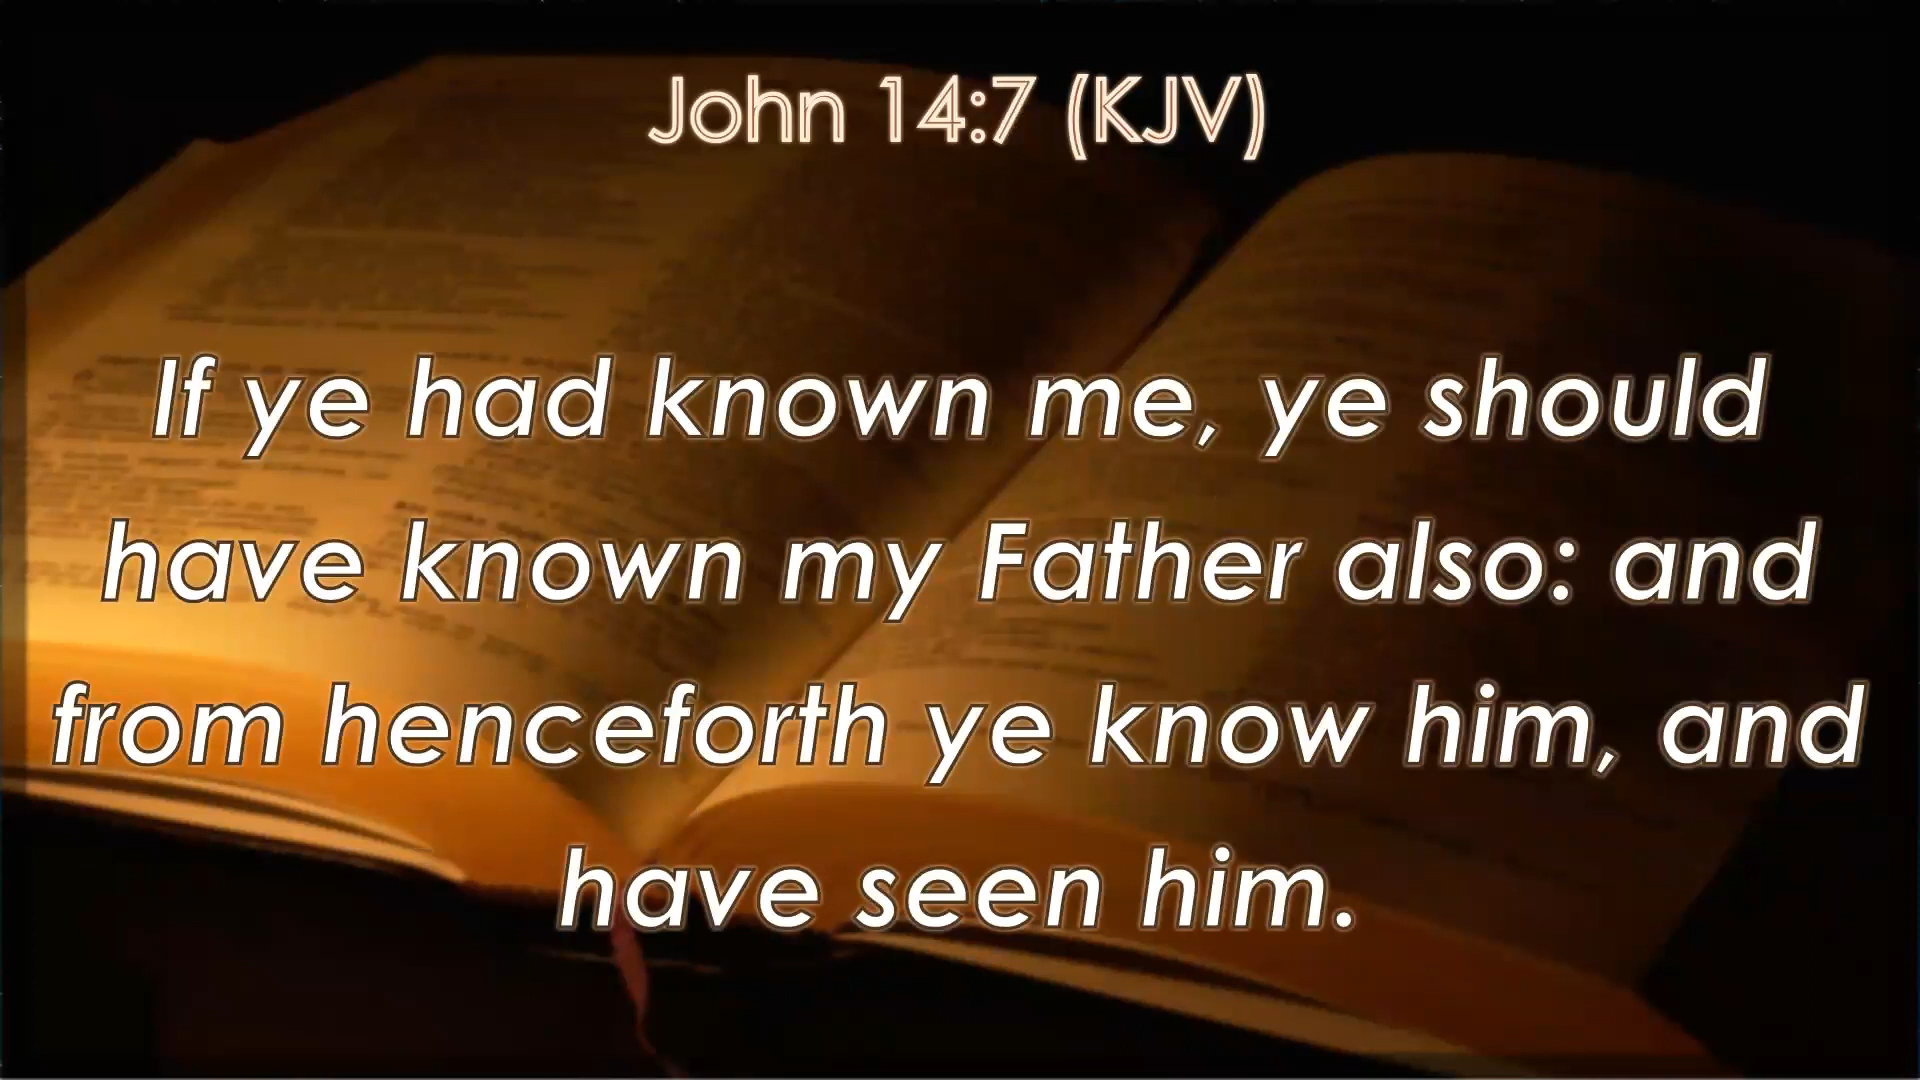 John 14:7 (KJV)
If ye had known me, ye should
have known my Father also: and
from henceforth ye know him, and
have seen him.